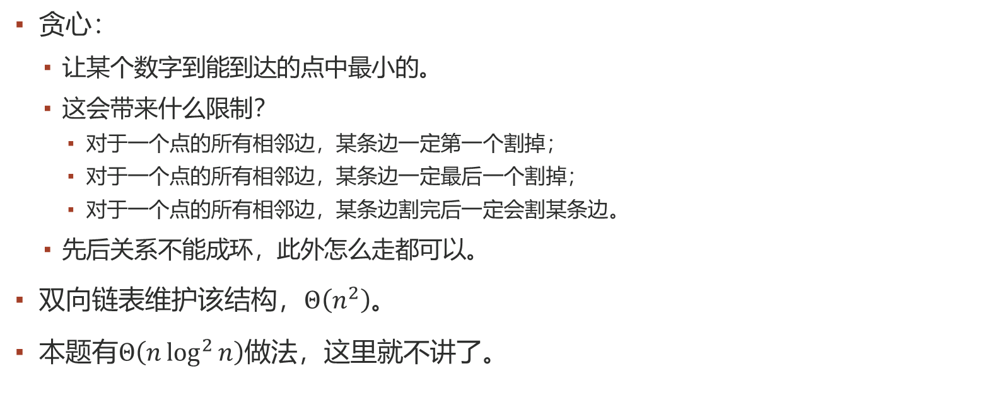 ▪ 贪心：
▪ 让某个数字到能到达的点中最小的。
▪ 这会带来什么限制？
▪ 对于一个点的所有相邻边，某条边一定第一个割掉；
▪ 对于一个点的所有相邻边，某条边一定最后一个割掉；
▪ 对于一个点的所有相邻边，某条边割完后一定会割某条边。
▪ 先后关系不能成环，此外怎么走都可以。
▪ 双向链表维护该结构，Θ(n²)。
▪ 本题有Θ(n log² n)做法，这里就不讲了。